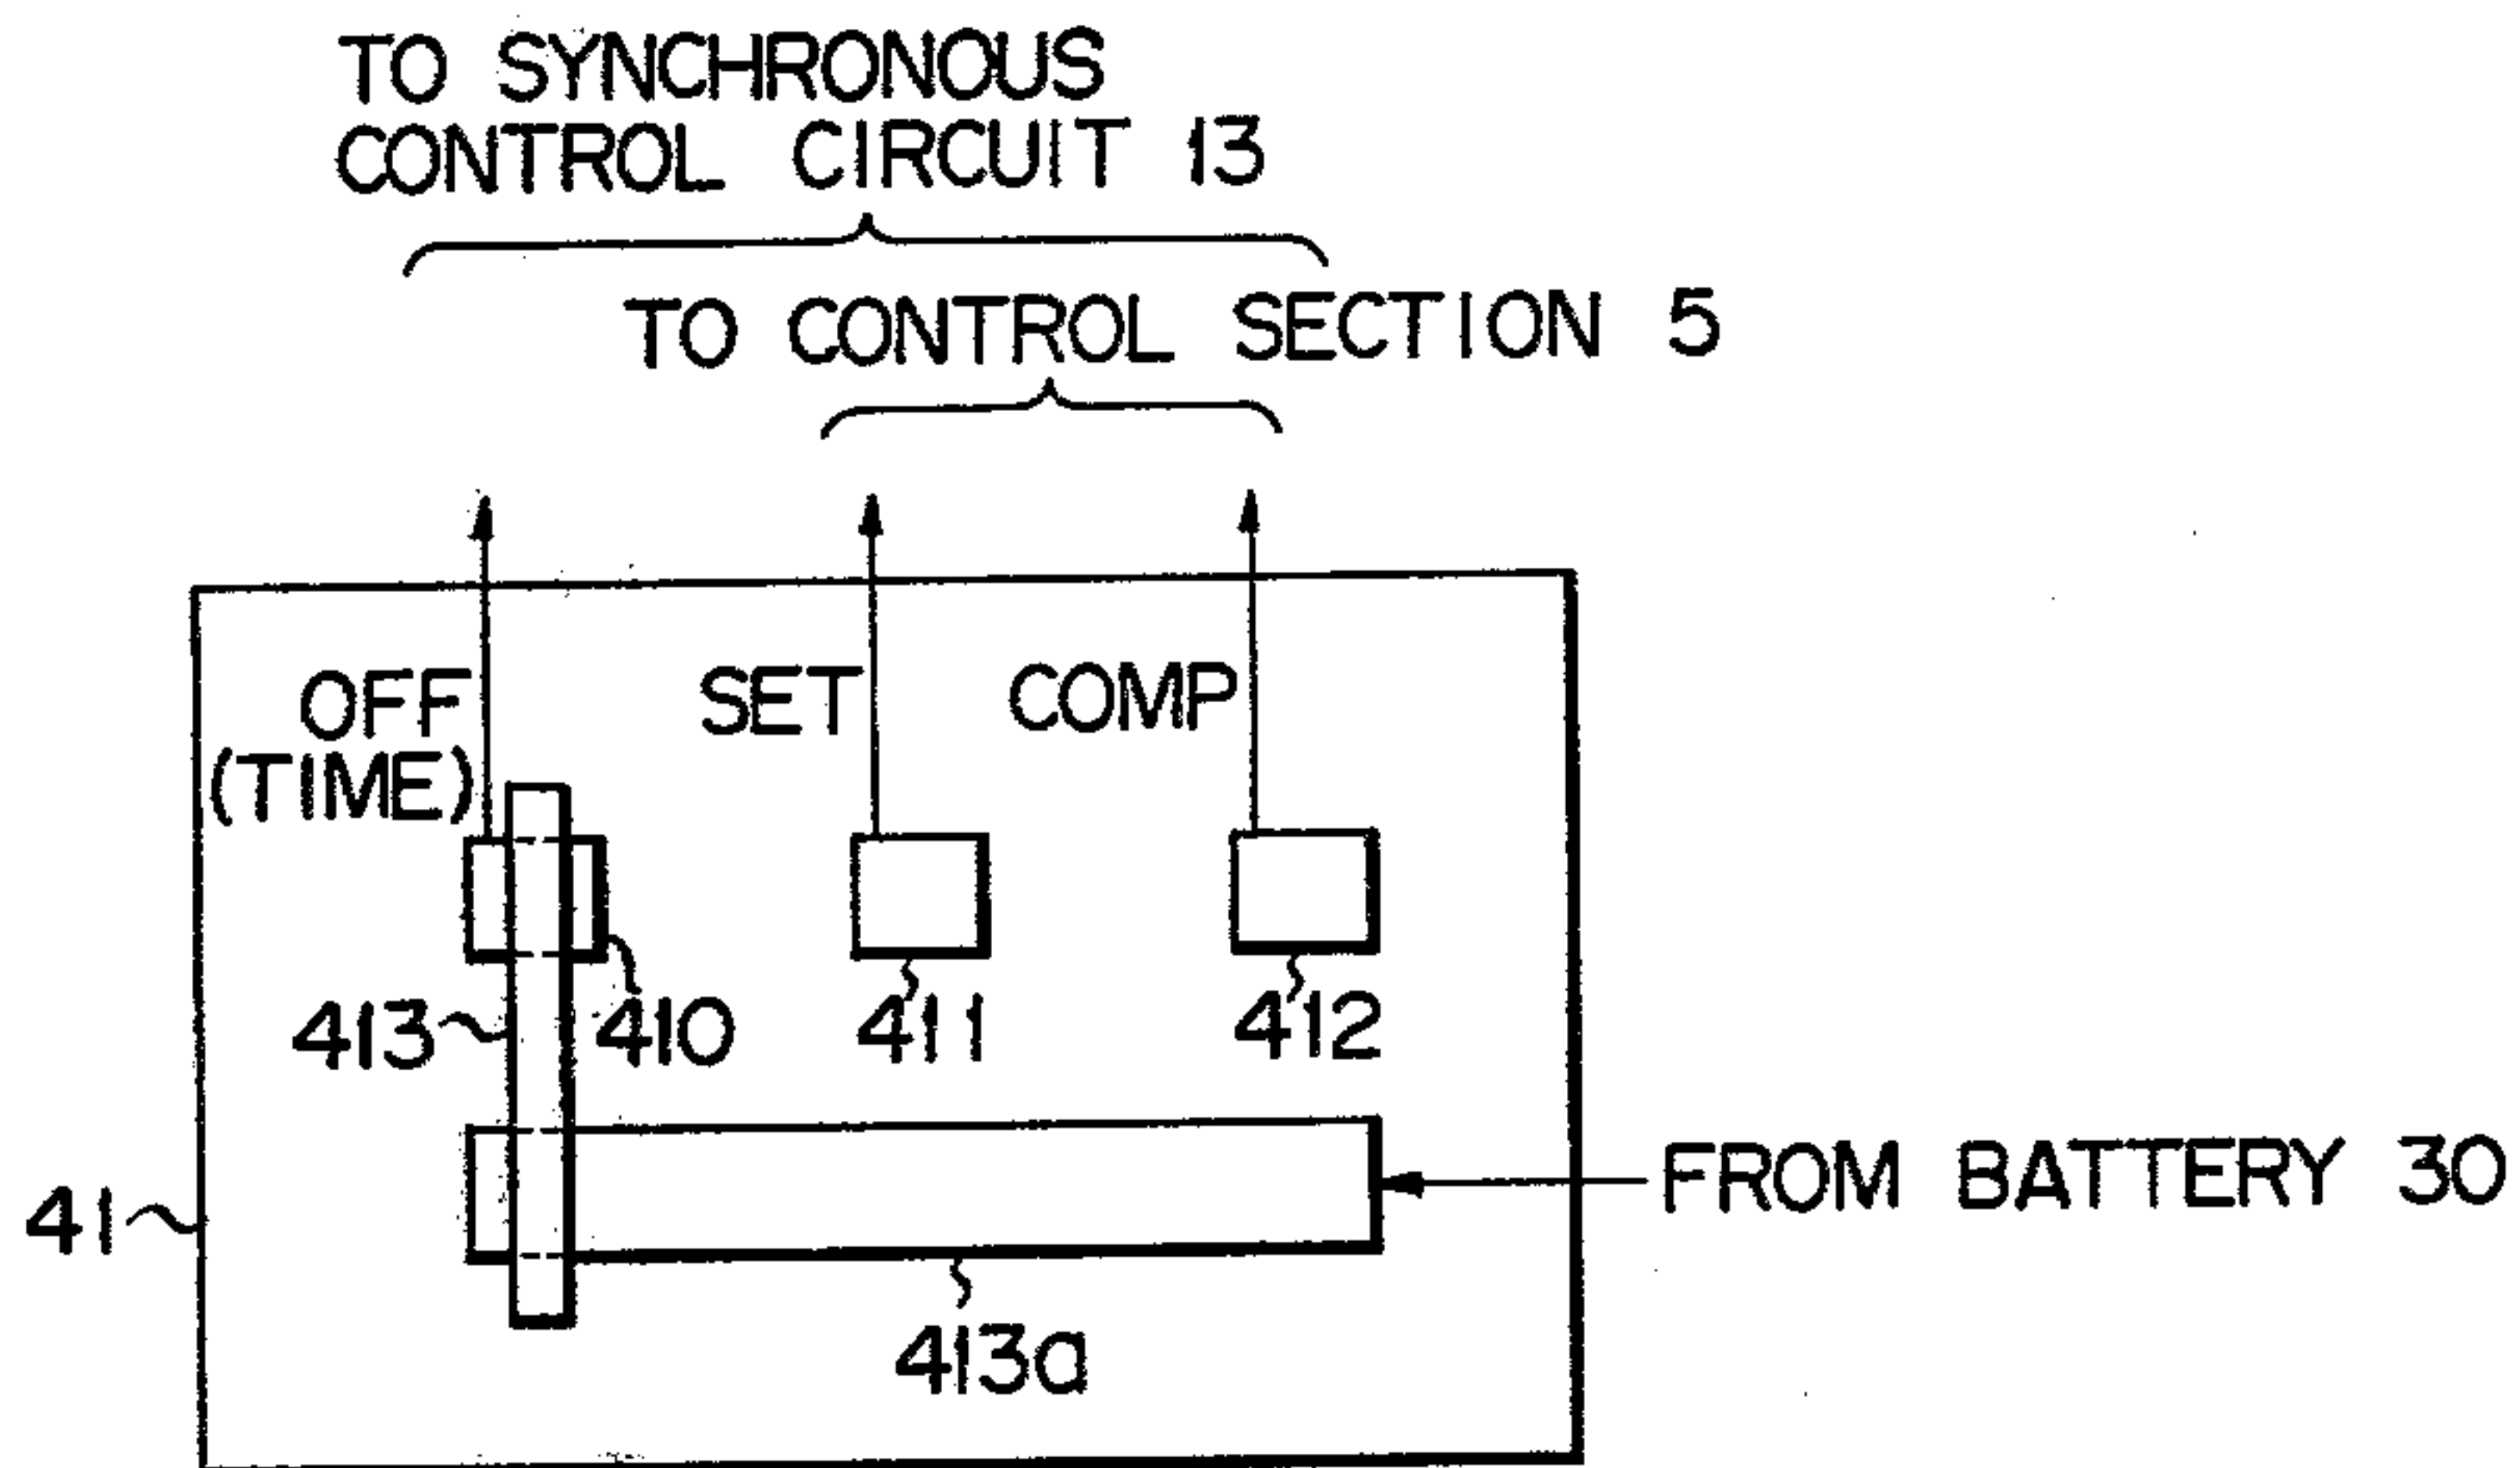 TO SYNCHRONOUS
CONTROL CIRCUIT 13
TO CONTROL SECTION 5
OFF
(TIME)
SET
COMP
413
410
411
412
41
FROM BATTERY 30
413a